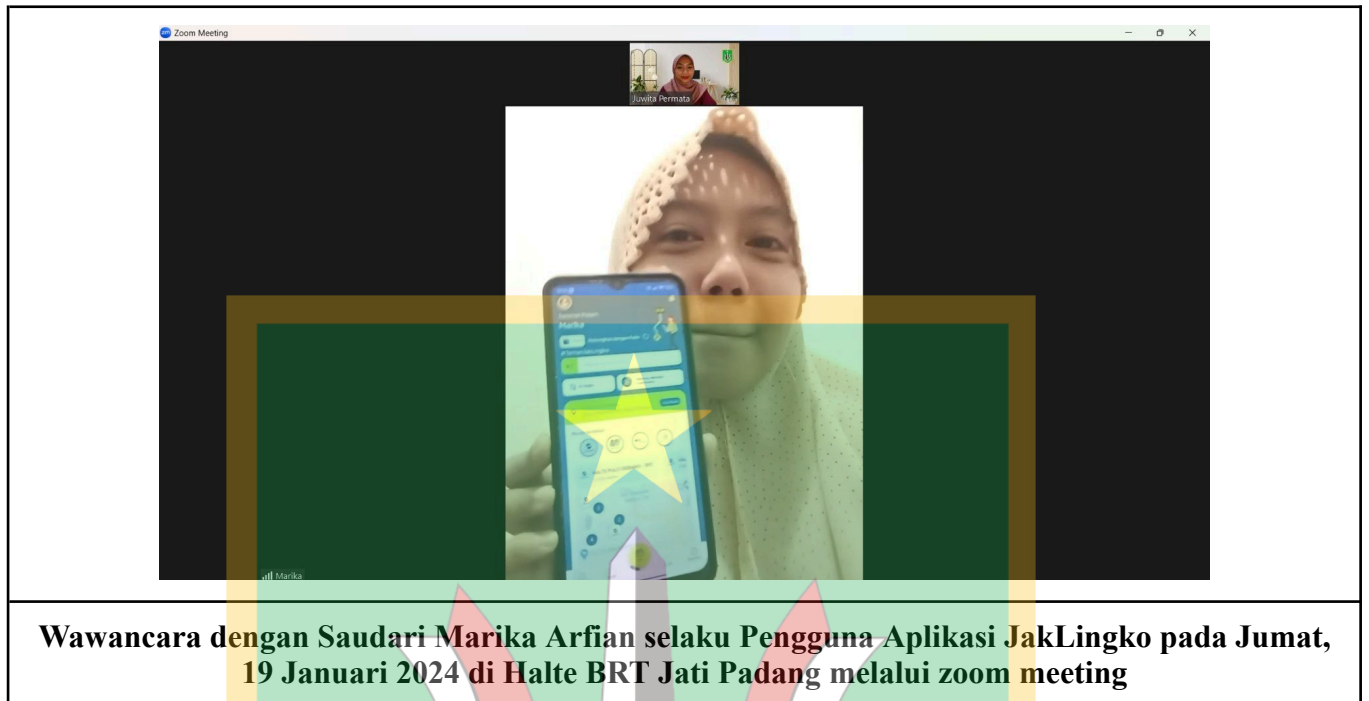 Zoom Meeting
Juwita Permata
Marika
Marika
Wawancara dengan Saudari Marika Arfian selaku Pengguna Aplikasi JakLingko pada Jumat,
19 Januari 2024 di Halte BRT Jati Padang melalui zoom meeting